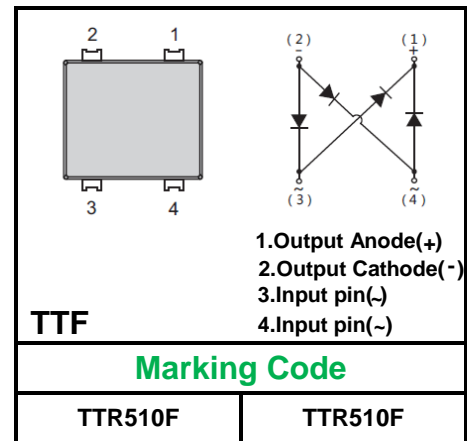 2 1
(2) (1)
- +
3 4
~ ~
(3) (4)
1.Output Anode(+)
2.Output Cathode(-)
3.Input pin(~)
TTF 4.Input pin(~)
Marking Code
TTR510F TTR510F